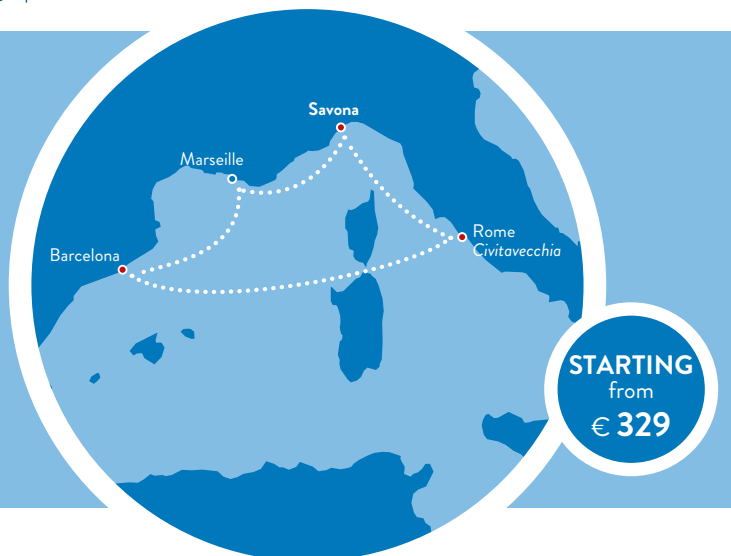 Savona
Marseille
Rome
Civitavecchia
Barcelona
STARTING
from
€ 329